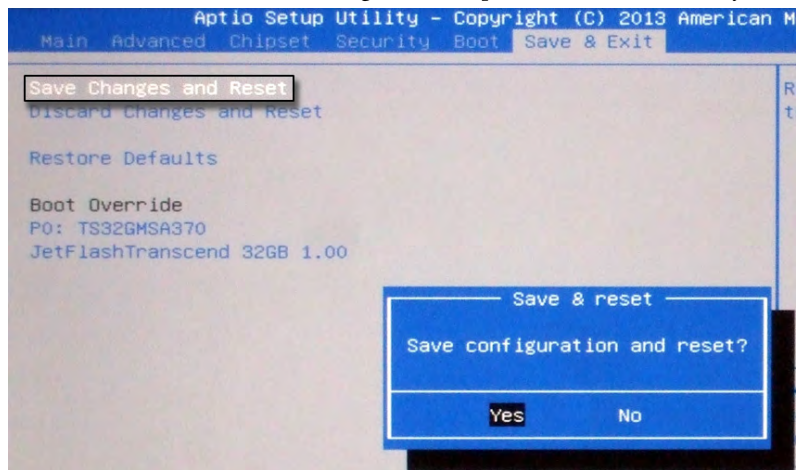 Aptio Setup Utility – Copyright (C) 2013 American M
Main Advanced Chipset Security Boot Save & Exit
Save Changes and Reset
Discard Changes and Reset
R
t
Restore Defaults
Boot Override
P0: TS32GMSA370
JetFlashTranscend 32GB 1.00
Save & reset
Save configuration and reset?
Yes No